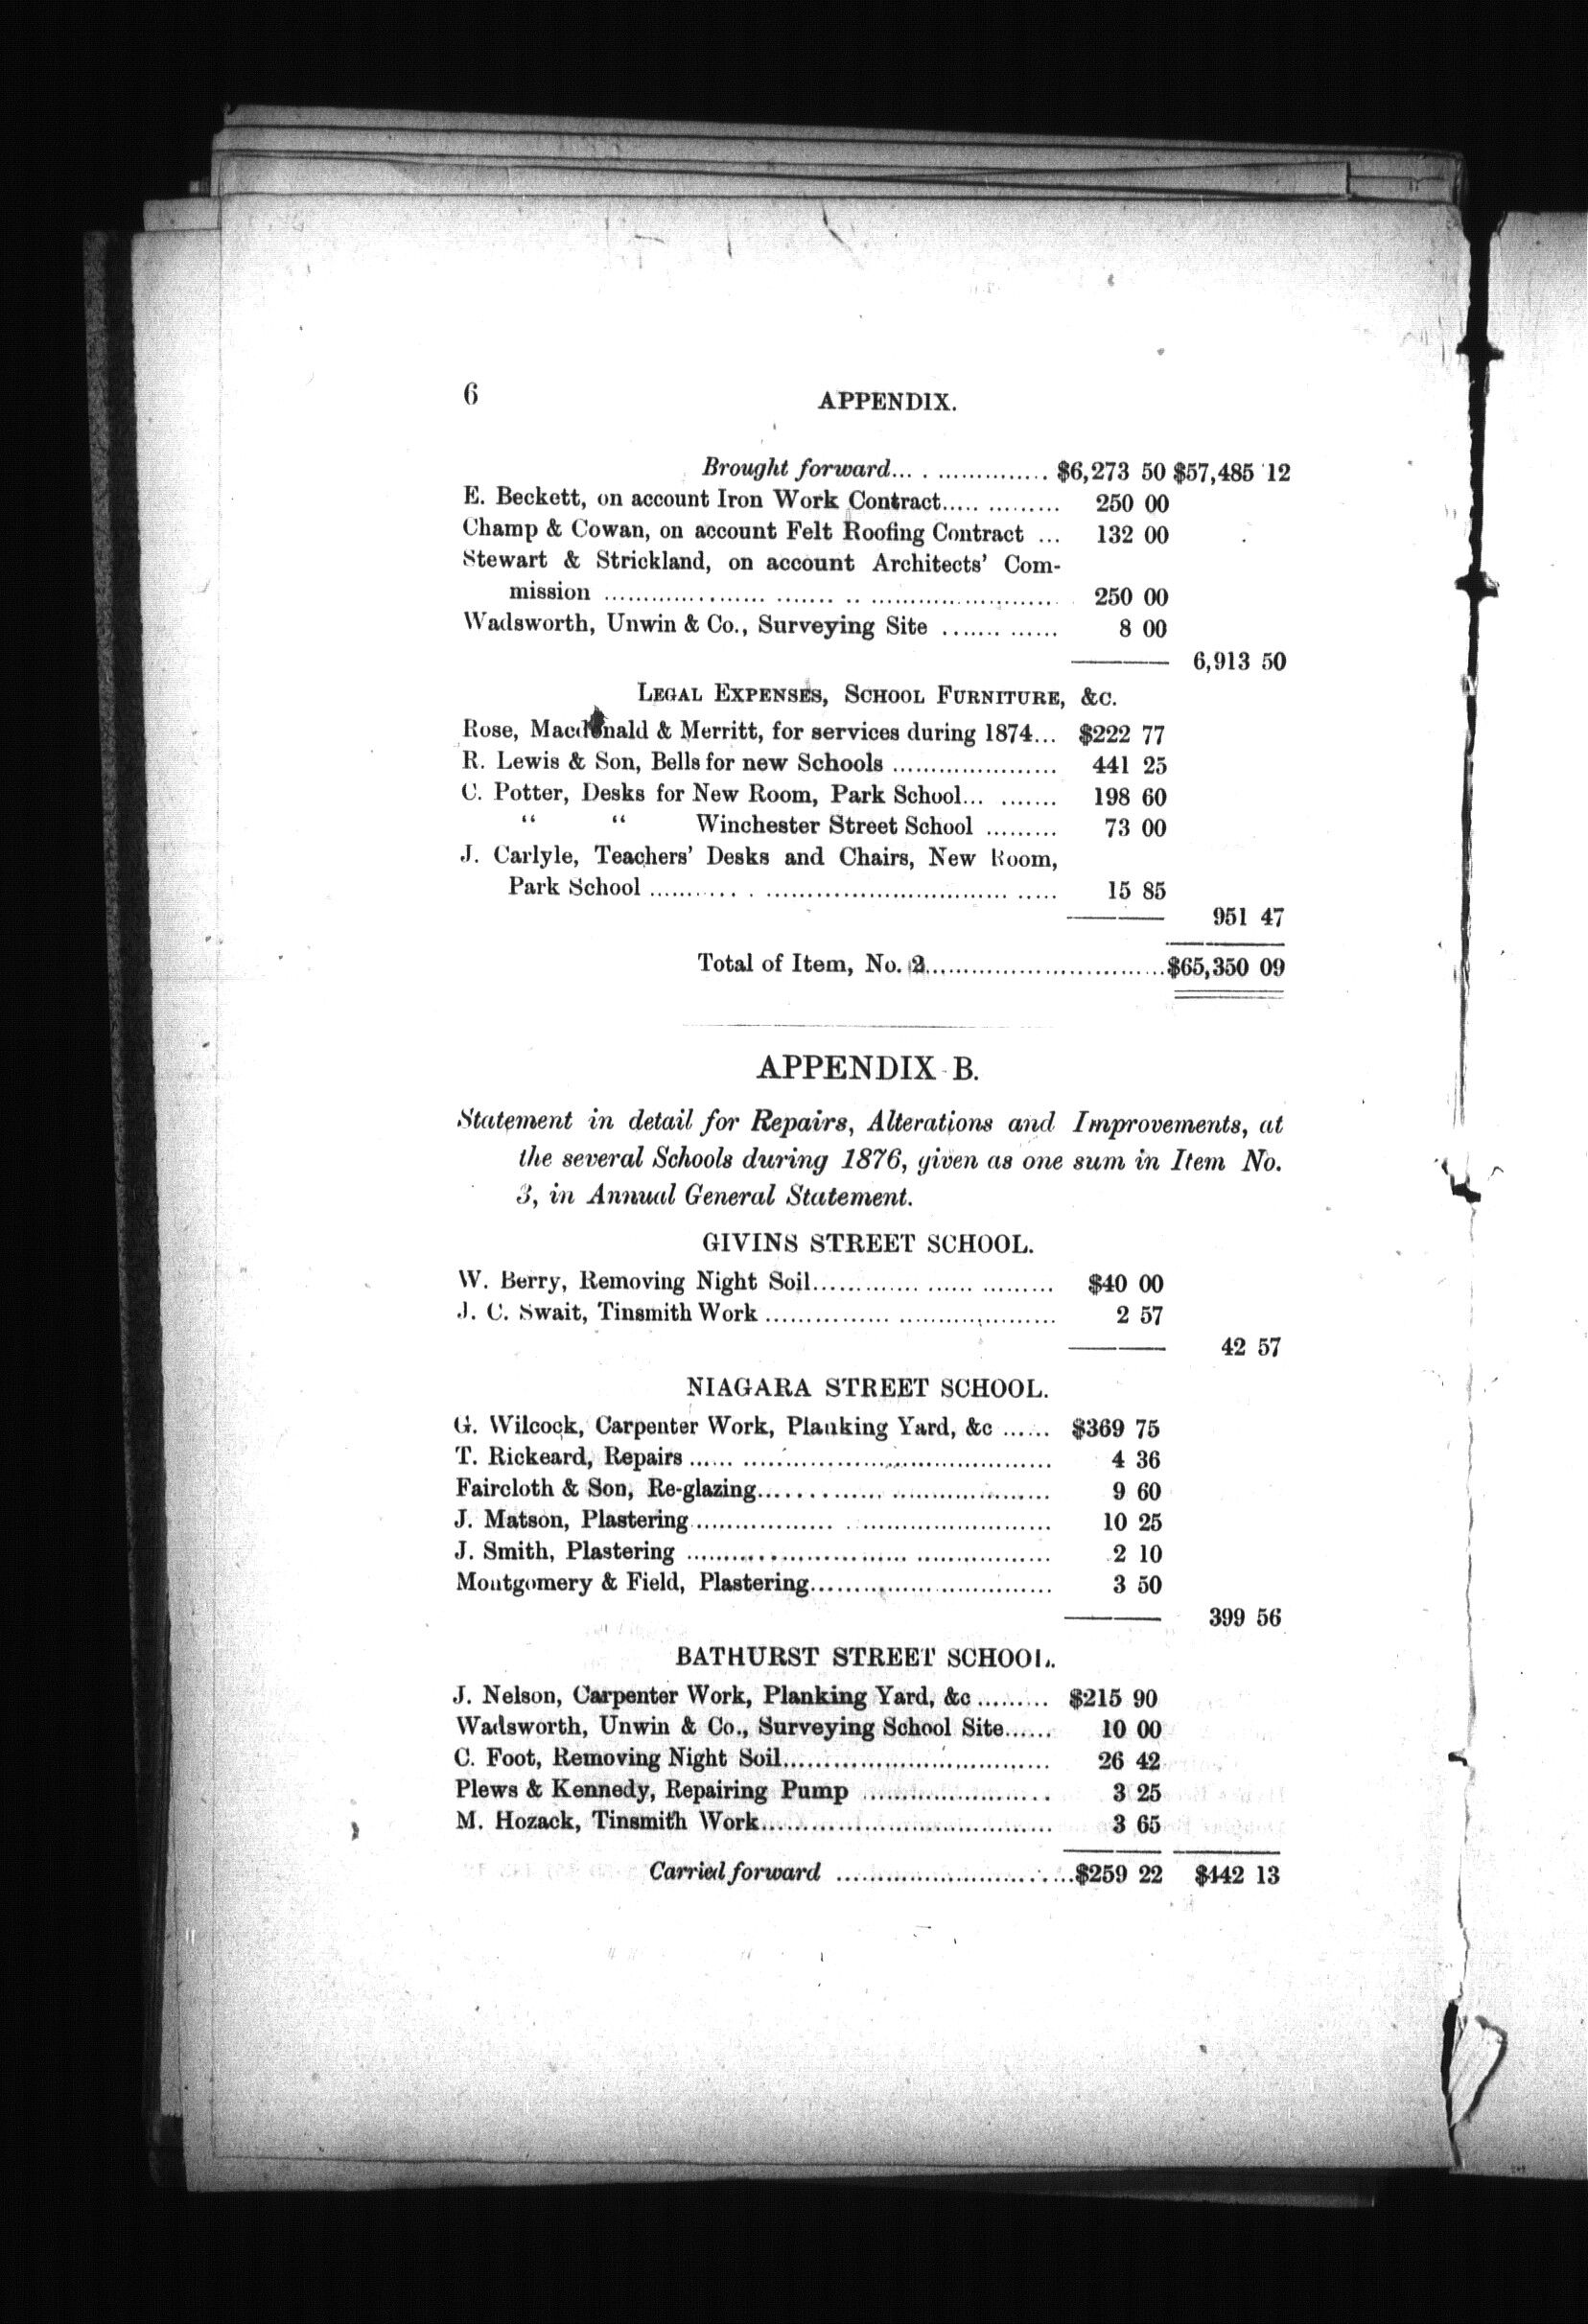 6 APPENDIX.
Brought forward... . .............. $6,273 50 $57,485 12
E. Beckett, on account Iron Work Contract..... ......... 250 00
Champ & Cowan, on account Felt Roofing Contract ... 132 00
Stewart & Strickland, on account Architects' Com-
mission .................... ....... .. ......................... 250 00
Wadsworth, Unwin & Co., Surveying Site ....... ...... 8 00
6,913 50
LEGAL EXPENSES, SCHOOL FURNITURE, &C.
Rose, Macdonald & Merritt, for services during 1874... $222 77
R. Lewis & Son, Bells for new Schools ..................... 441 25
C. Potter, Desks for New Room, Park School... ........ 198 60
" " Winchester Street School ......... 73 00
J. Carlyle, Teachers' Desks and Chairs, New Room,
Park School ........... . .............................. ..... 15 85
951 47
Total of Item, No. 2..............................$65,350 09
APPENDIX B.
Statement in detail for Repairs, Alterations and Improvements, at
the several Schools during 1876, given as one sum in Item No.
3, in Annual General Statement.
GIVINS STREET SCHOOL.
W. Berry, Removing Night Soil............. ...... ......... $40 00
J. C. Swait, Tinsmith Work ............... ................... 2 57
42 57
NIAGARA STREET SCHOOL.
G. Wilcock, Carpenter Work, Planking Yard, &c ...... $369 75
T. Rickeard, Repairs ...... ..................................... 4 36
Faircloth & Son, Re-glazing.............. .................... 9 60
J. Matson, Plastering ................. . ....................... 10 25
J. Smith, Plastering ........................... ................. 2 10
Montgomery & Field, Plastering.............................. 3 50
399 56
BATHURST STREET SCHOOL.
J. Nelson, Carpenter Work, Planking Yard, &c ......... $215 90
Wadsworth, Unwin & Co., Surveying School Site...... 10 00
C. Foot, Removing Night Soil................................. 26 42
Plews & Kennedy, Repairing Pump ....................... 3 25
M. Hozack, Tinsmith Work.................................... 3 65
Carried forward .............................$259 22 $442 13